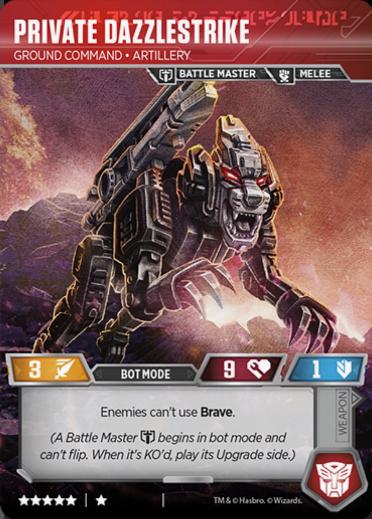 PRIVATE DAZZLESTRIKE
GROUND COMMAND • ARTILLERY
BATTLE MASTER MELEE
3 BOT MODE 9 1
Enemies can't use Brave.
(A Battle Master begins in bot mode and
can't flip. When it's KO'd, play its Upgrade side.)
WEAPON
TM & © Hasbro. © Wizards.